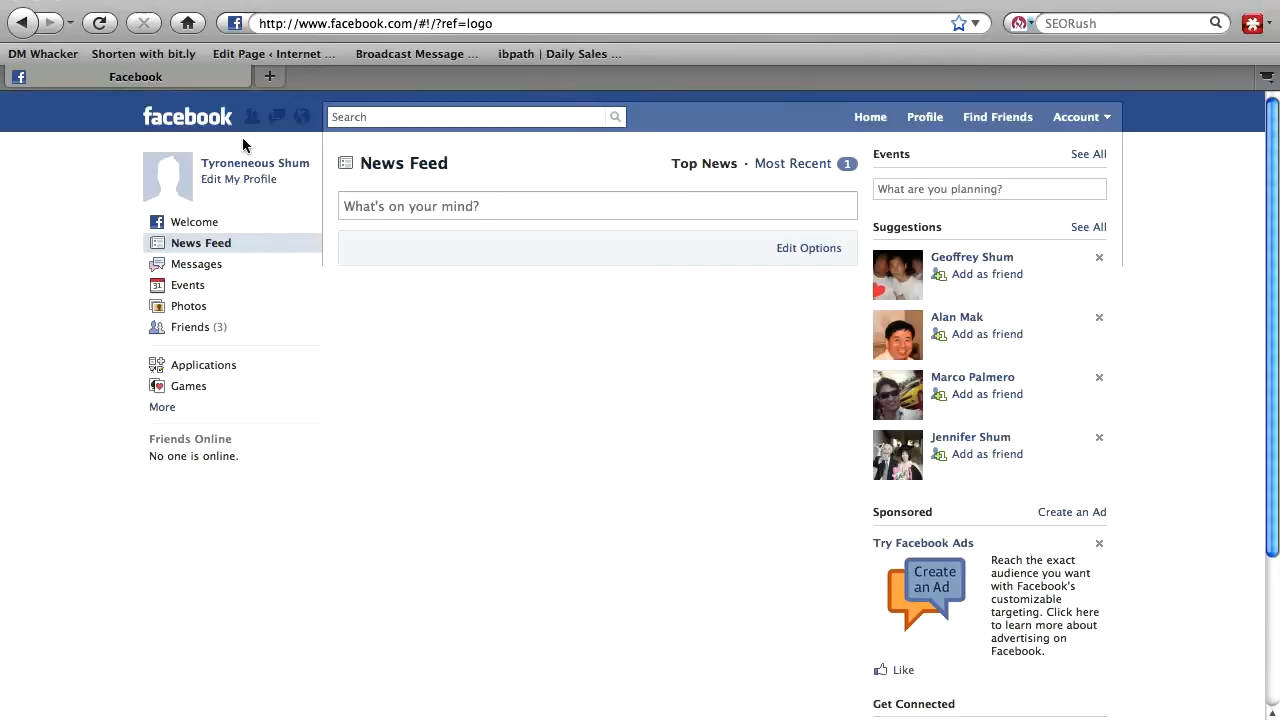 http://www.facebook.com/#!/?ref=logo
SEORush
DM Whacker
Shorten with bit.ly
Edit Page ‹ Internet ...
Broadcast Message ...
ibpath | Daily Sales ...
Facebook
facebook
Search
Home
Profile
Find Friends
Account
Tyroneneous Shum
Edit My Profile
Welcome
News Feed
Messages
31
Events
Photos
Friends (3)
Applications
Games
More
Friends Online
No one is online.
News Feed
Top News · Most Recent 1
What's on your mind?
Edit Options
Events
See All
What are you planning?
Suggestions
See All
Geoffrey Shum
Add as friend
Alan Mak
Add as friend
Marco Palmero
Add as friend
Jennifer Shum
Add as friend
Sponsored
Create an Ad
Try Facebook Ads
Create
an Ad
Reach the exact
audience you want
with Facebook's
customizable
targeting. Click here
to learn more about
advertising on
Facebook.
Like
Get Connected